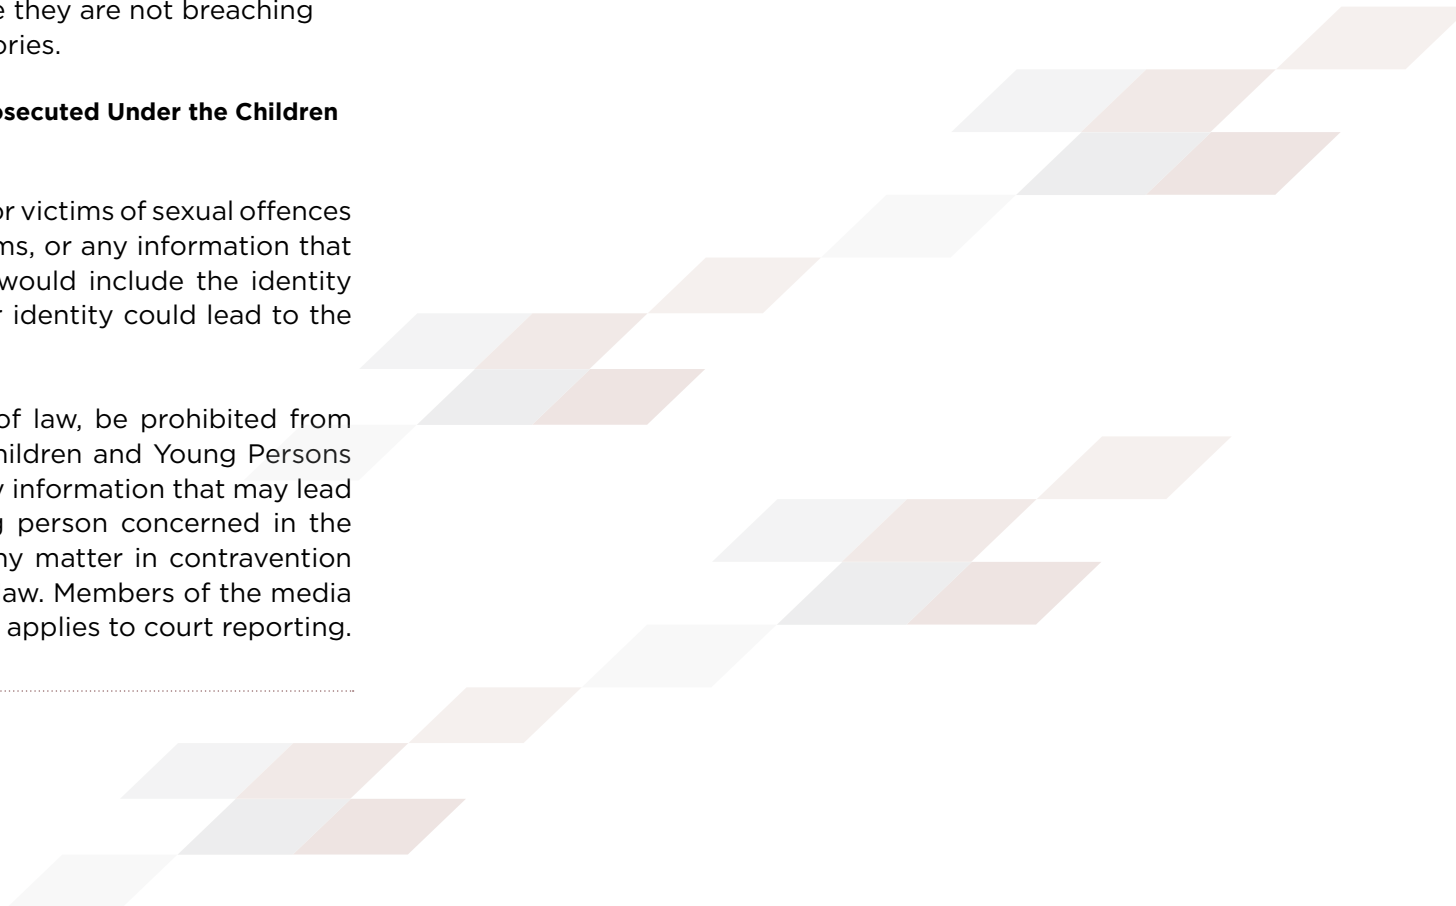 they are not breaching
ories.
osecuted Under the Children
or victims of sexual offences
ms, or any information that
would include the identity
identity could lead to the
of law, be prohibited from
hildren and Young Persons
information that may lead
person concerned in the
ny matter in contravention
aw. Members of the media
applies to court reporting.